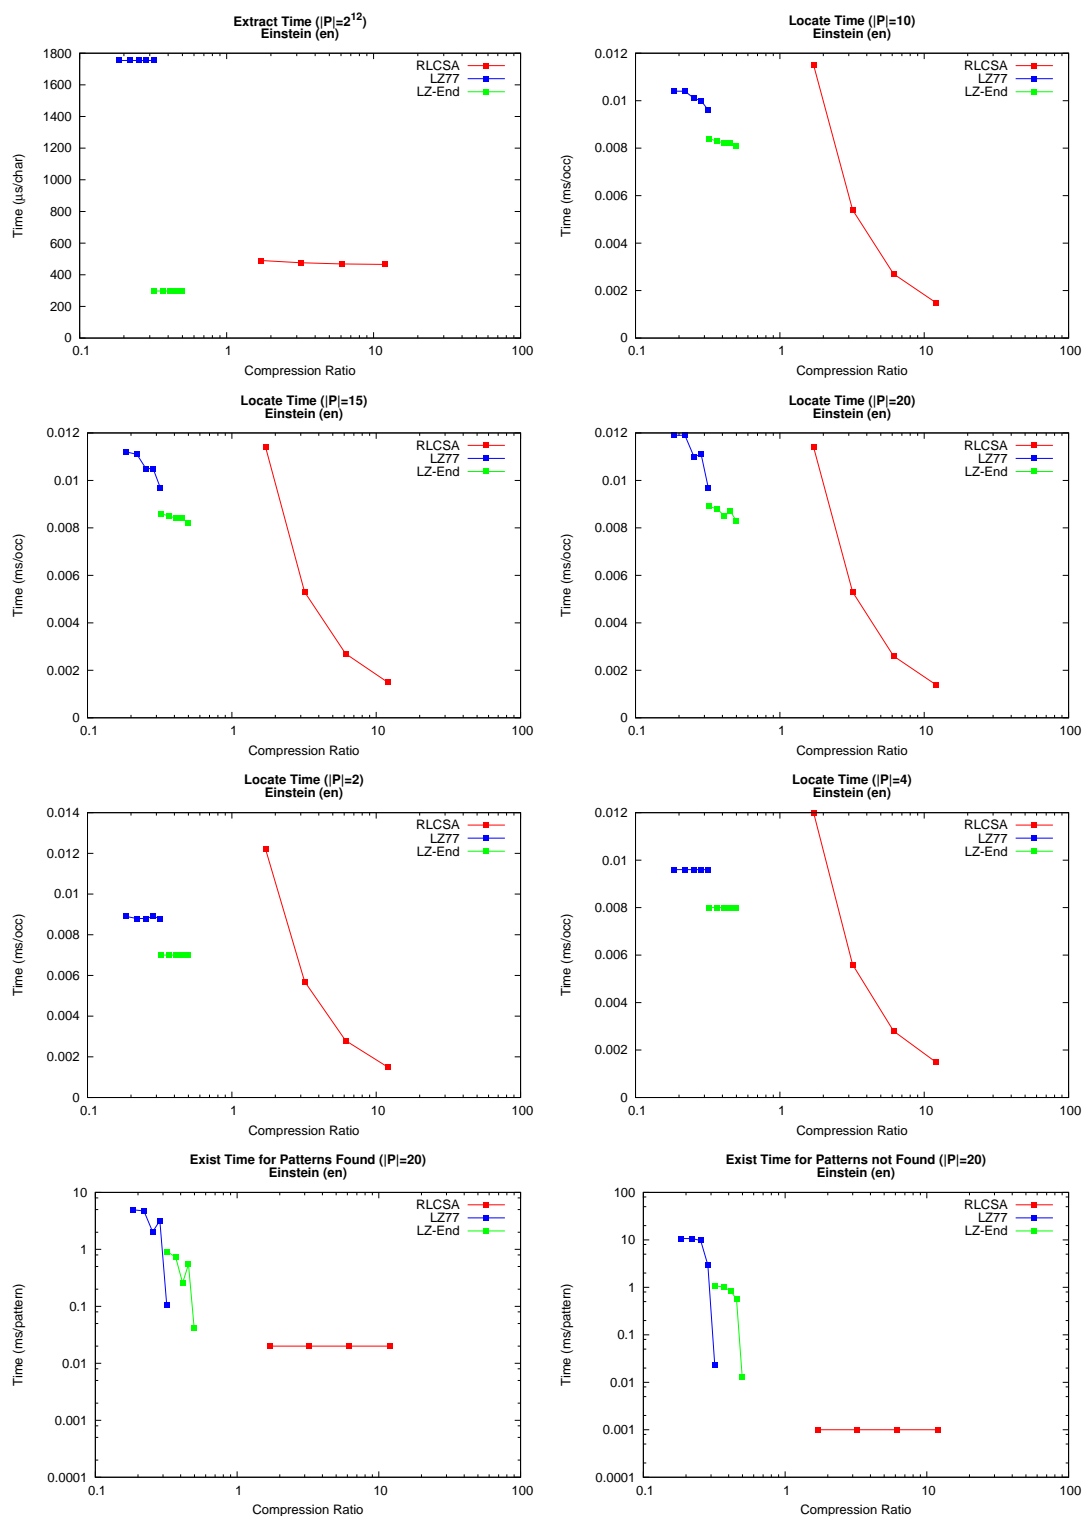 Extract Time (|P|=2^12)
Einstein (en)
1800
1600
1400
1200
1000
800
600
400
200
0
0.1 1 10 100
Time (µs/char)
Compression Ratio
RLCSA
LZ77
LZ-End
Locate Time (|P|=10)
Einstein (en)
0.012
0.01
0.008
0.006
0.004
0.002
0
0.1 1 10 100
Time (ms/occ)
Compression Ratio
RLCSA
LZ77
LZ-End
Locate Time (|P|=15)
Einstein (en)
0.012
0.01
0.008
0.006
0.004
0.002
0
0.1 1 10 100
Time (ms/occ)
Compression Ratio
RLCSA
LZ77
LZ-End
Locate Time (|P|=20)
Einstein (en)
0.012
0.01
0.008
0.006
0.004
0.002
0
0.1 1 10 100
Time (ms/occ)
Compression Ratio
RLCSA
LZ77
LZ-End
Locate Time (|P|=2)
Einstein (en)
0.014
0.012
0.01
0.008
0.006
0.004
0.002
0
0.1 1 10 100
Time (ms/occ)
Compression Ratio
RLCSA
LZ77
LZ-End
Locate Time (|P|=4)
Einstein (en)
0.012
0.01
0.008
0.006
0.004
0.002
0
0.1 1 10 100
Time (ms/occ)
Compression Ratio
RLCSA
LZ77
LZ-End
Exist Time for Patterns Found (|P|=20)
Einstein (en)
10
1
0.1
0.01
0.001
0.0001
0.1 1 10 100
Time (ms/pattern)
Compression Ratio
RLCSA
LZ77
LZ-End
Exist Time for Patterns not Found (|P|=20)
Einstein (en)
100
10
1
0.1
0.01
0.001
0.0001
0.1 1 10 100
Time (ms/pattern)
Compression Ratio
RLCSA
LZ77
LZ-End